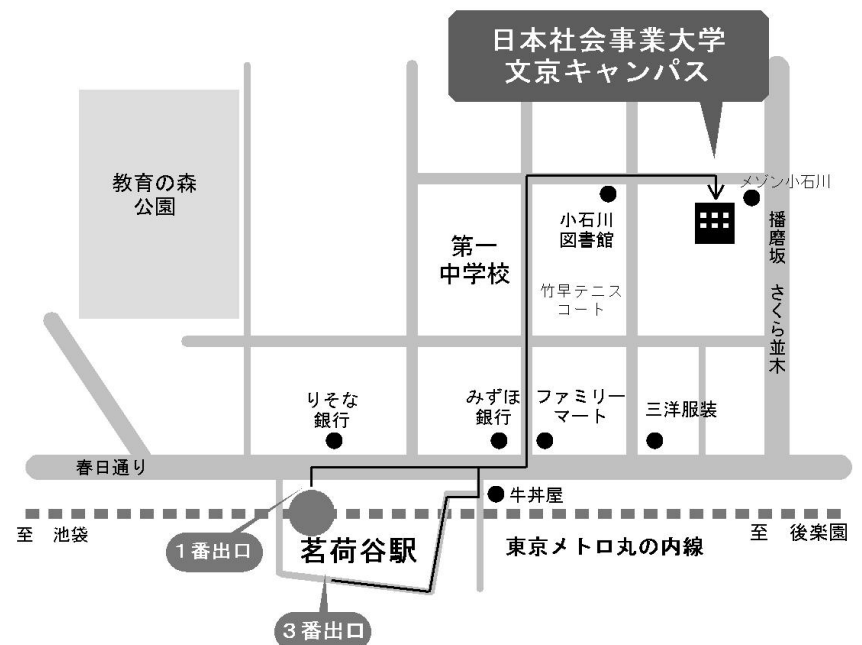 日本社会事業大学
文京キャンパス
教育の森
公園
メゾン小石川
小石川
図書館
播磨坂 さくら並木
第一
中学校
竹早テニス
コート
りそな
銀行
みずほ
銀行
ファミリー
マート
三洋服装
春日通り
牛丼屋
至 池袋
1番出口
茗荷谷駅
東京メトロ丸の内線
至 後楽園
3番出口